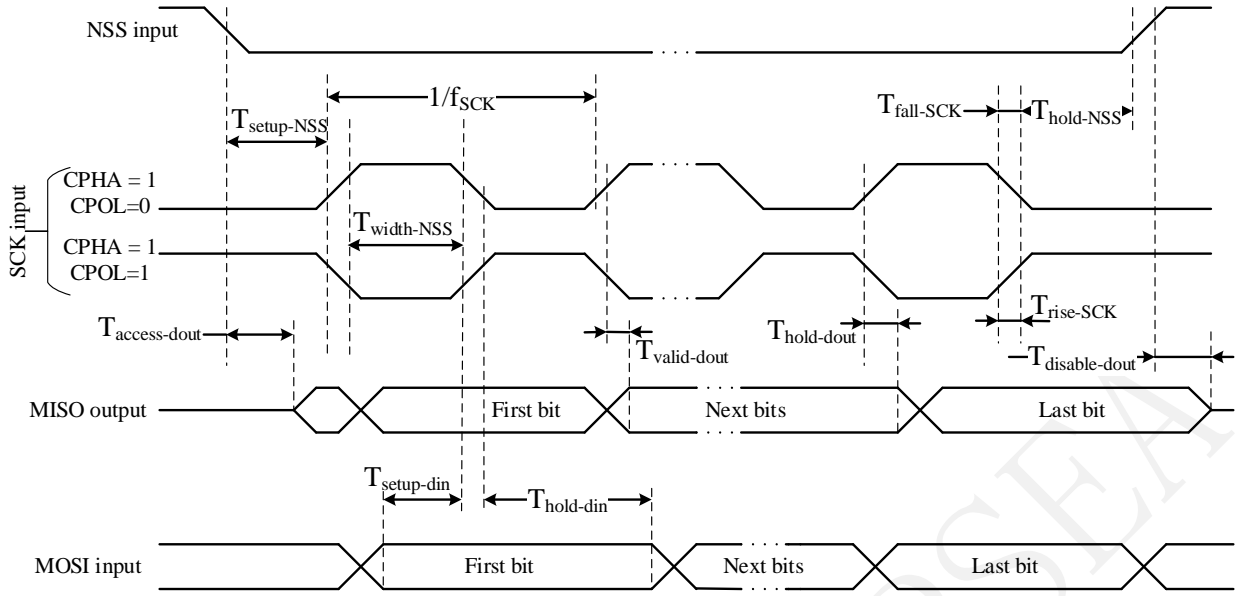 NSS input
1/fSCK
Tfall-SCK
Thold-NSS
Tsetup-NSS
SCK input
CPHA = 1
CPOL=0
Twidth-NSS
CPHA = 1
CPOL=1
Taccess-dout
Tvalid-dout
Thold-dout
Trise-SCK
Tdisable-dout
MISO output
First bit
Next bits
Last bit
Tsetup-din
Thold-din
MOSI input
First bit
Next bits
Last bit